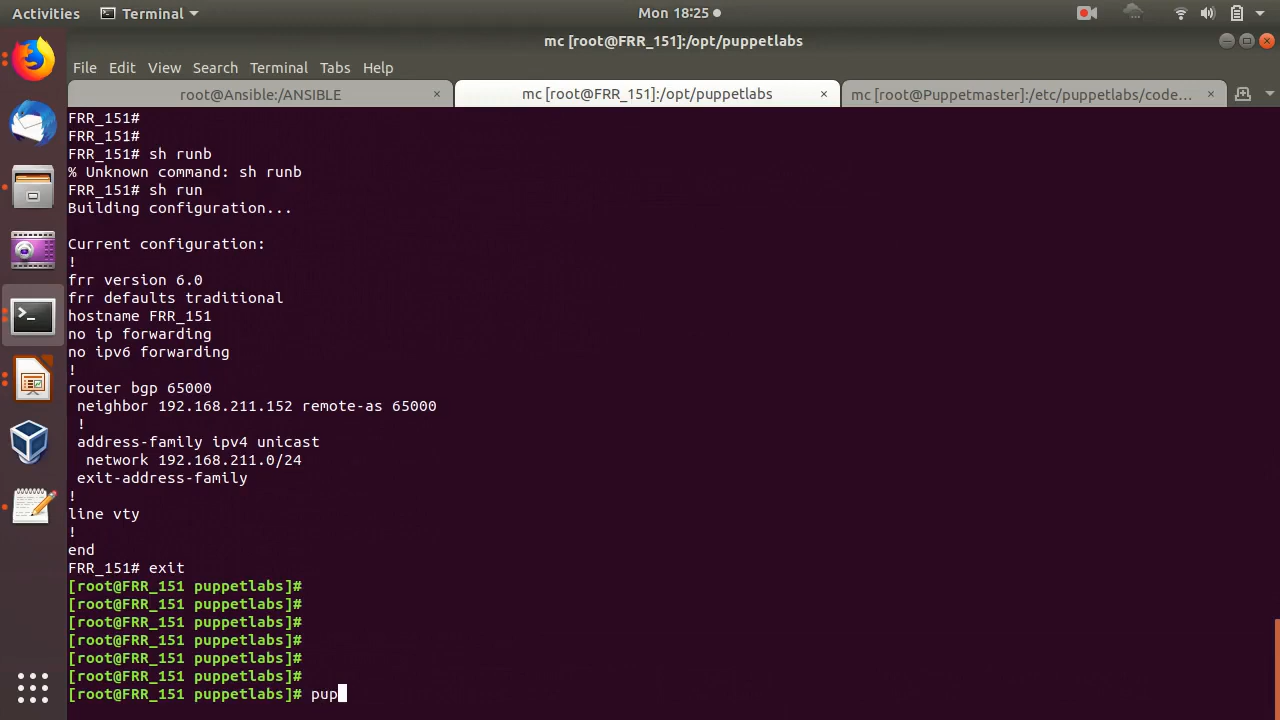 Activities
Terminal
Mon 18:25
mc [root@FRR_151]:/opt/puppetlabs
File Edit View Search Terminal Tabs Help
root@Ansible:/ANSIBLE × mc [root@FRR_151]:/opt/puppetlabs × mc [root@Puppetmaster]:/etc/puppetlabs/code... ×
FRR_151#
FRR_151#
FRR_151# sh runb
% Unknown command: sh runb
FRR_151# sh run
Building configuration...
Current configuration:
!
frr version 6.0
frr defaults traditional
hostname FRR_151
no ip forwarding
no ipv6 forwarding
!
router bgp 65000
neighbor 192.168.211.152 remote-as 65000
!
address-family ipv4 unicast
network 192.168.211.0/24
exit-address-family
!
line vty
!
end
FRR_151# exit
[root@FRR_151 puppetlabs]#
[root@FRR_151 puppetlabs]#
[root@FRR_151 puppetlabs]#
[root@FRR_151 puppetlabs]#
[root@FRR_151 puppetlabs]#
[root@FRR_151 puppetlabs]#
[root@FRR_151 puppetlabs]# pup